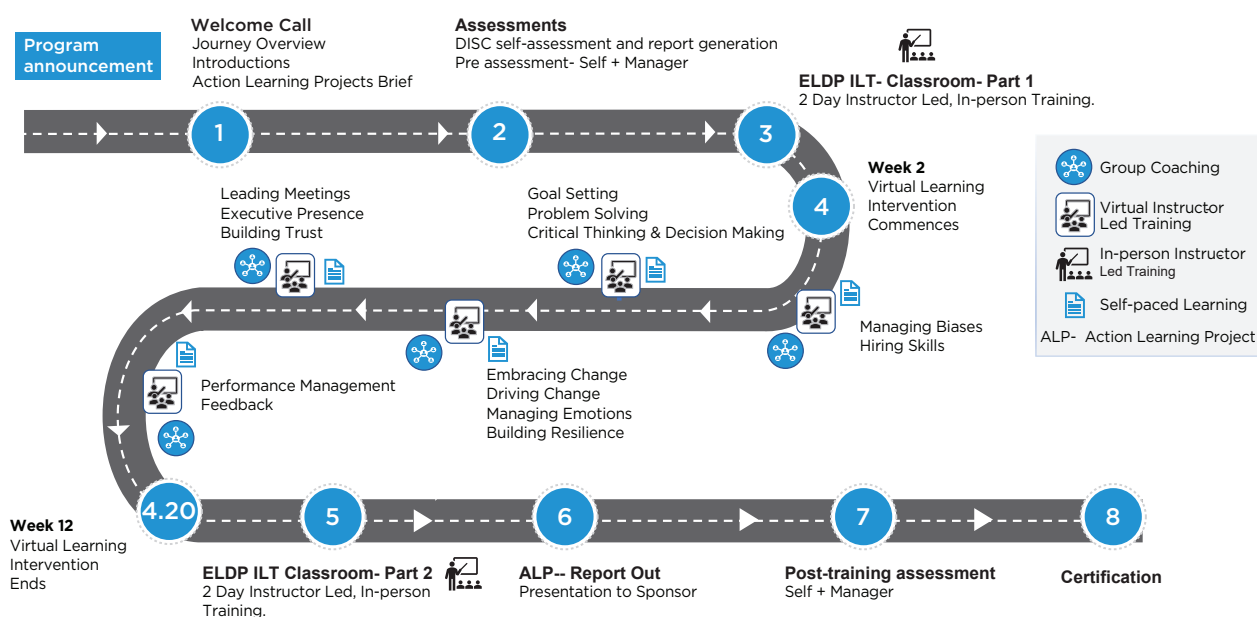 Program
announcement
Welcome Call
Journey Overview
Introductions
Action Learning Projects Brief
Assessments
DISC self-assessment and report generation
Pre assessment- Self + Manager
ELDP ILT- Classroom- Part 1
2 Day Instructor Led, In-person Training.
1
2
3
4
Week 2
Virtual Learning
Intervention
Commences
Group Coaching
Virtual Instructor
Led Training
In-person Instructor
Led Training
Self-paced Learning
ALP- Action Learning Project
Leading Meetings
Executive Presence
Building Trust
Goal Setting
Problem Solving
Critical Thinking & Decision Making
Managing Biases
Hiring Skills
Performance Management
Feedback
Embracing Change
Driving Change
Managing Emotions
Building Resilience
4.20
5
6
7
8
Week 12
Virtual Learning
Intervention
Ends
ELDP ILT Classroom- Part 2
2 Day Instructor Led, In-person
Training.
ALP-- Report Out
Presentation to Sponsor
Post-training assessment
Self + Manager
Certification